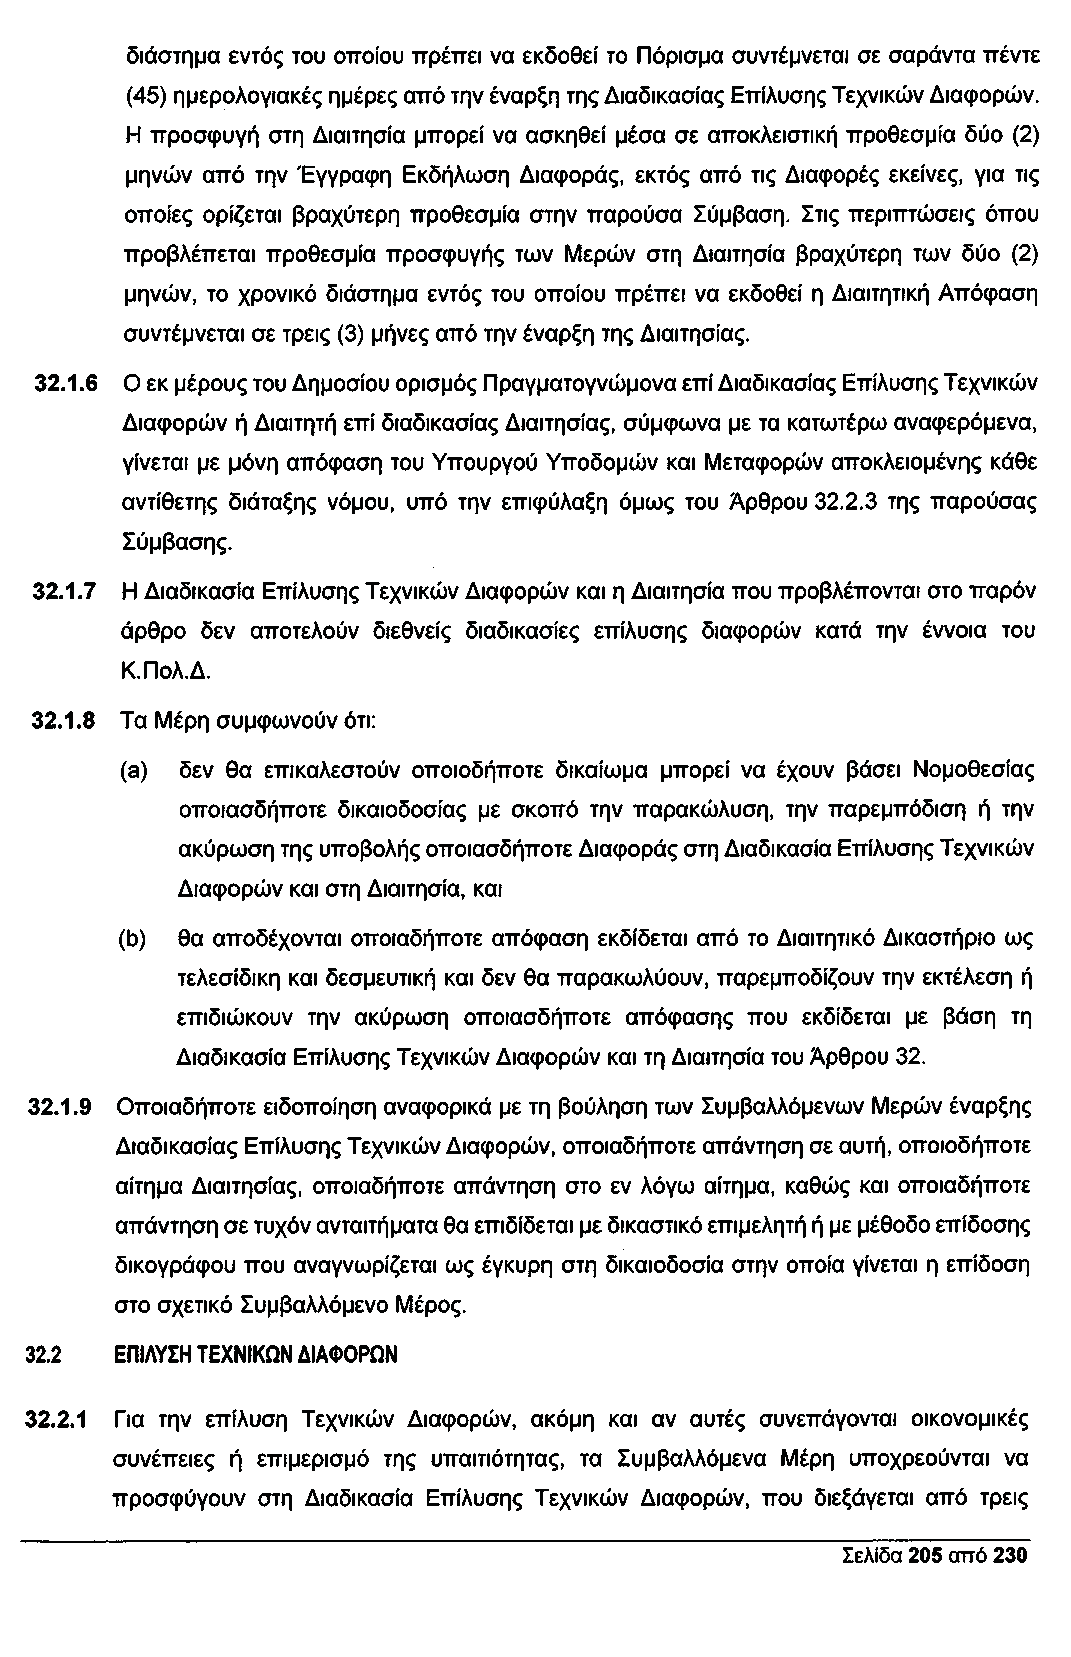 διάστημα εντός του οποίου πρέπει να εκδοθεί το Πόρισμα συντέμνεται σε σαράντα πέντε
(45) ημερολογιακές ημέρες από την έναρξη της Διαδικασίας Επίλυσης Τεχνικών Διαφορών.
Η προσφυγή στη Διαιτησία μπορεί να ασκηθεί μέσα σε αποκλειστική προθεσμία δύο (2)
μηνών από την Έγγραφη Εκδήλωση Διαφοράς, εκτός από τις Διαφορές εκείνες, για τις
οποίες ορίζεται βραχύτερη προθεσμία στην παρούσα Σύμβαση. Στις περιπτώσεις όπου
προβλέπεται προθεσμία προσφυγής των Μερών στη Διαιτησία βραχύτερη των δύο (2)
μηνών, το χρονικό διάστημα εντός του οποίου πρέπει να εκδοθεί η Διαιτητική Απόφαση
συντέμνεται σε τρεις (3) μήνες από την έναρξη της Διαιτησίας.
32.1.6 Ο εκ μέρους του Δημοσίου ορισμός Πραγματογνώμονα επί Διαδικασίας Επίλυσης Τεχνικών
Διαφορών ή Διαιτητή επί διαδικασίας Διαιτησίας, σύμφωνα με τα κατωτέρω αναφερόμενα,
γίνεται με μόνη απόφαση του Υπουργού Υποδομών και Μεταφορών αποκλειομένης κάθε
αντίθετης διάταξης νόμου, υπό την επιφύλαξη όμως του Άρθρου 32.2.3 της παρούσας
Σύμβασης.
32.1.7 Η Διαδικασία Επίλυσης Τεχνικών Διαφορών και η Διαιτησία που προβλέπονται στο παρόν
άρθρο δεν αποτελούν διεθνείς διαδικασίες επίλυσης διαφορών κατά την έννοια του
Κ.Πολ.Δ.
32.1.8 Τα Μέρη συμφωνούν ότι:
(a) δεν θα επικαλεστούν οποιοδήποτε δικαίωμα μπορεί να έχουν βάσει Νομοθεσίας
οποιασδήποτε δικαιοδοσίας με σκοπό την παρακώλυση, την παρεμπόδιση ή την
ακύρωση της υποβολής οποιασδήποτε Διαφοράς στη Διαδικασία Επίλυσης Τεχνικών
Διαφορών και στη Διαιτησία, και
(b) θα αποδέχονται οποιαδήποτε απόφαση εκδίδεται από το Διαιτητικό Δικαστήριο ως
τελεσίδικη και δεσμευτική και δεν θα παρακωλύουν, παρεμποδίζουν την εκτέλεση ή
επιδιώκουν την ακύρωση οποιασδήποτε απόφασης που εκδίδεται με βάση τη
Διαδικασία Επίλυσης Τεχνικών Διαφορών και τη Διαιτησία του Άρθρου 32.
32.1.9 Οποιαδήποτε ειδοποίηση αναφορικά με τη βούληση των Συμβαλλόμενων Μερών έναρξης
Διαδικασίας Επίλυσης Τεχνικών Διαφορών, οποιαδήποτε απάντηση σε αυτή, οποιοδήποτε
αίτημα Διαιτησίας, οποιαδήποτε απάντηση στο εν λόγω αίτημα, καθώς και οποιαδήποτε
απάντηση σε τυχόν ανταιτήματα θα επιδίδεται με δικαστικό επιμελητή ή με μέθοδο επίδοσης
δικογράφου που αναγνωρίζεται ως έγκυρη στη δικαιοδοσία στην οποία γίνεται η επίδοση
στο σχετικό Συμβαλλόμενο Μέρος.
32.2 ΕΠΙΛΥΣΗ ΤΕΧΝΙΚΩΝ ΔΙΑΦΟΡΩΝ
32.2.1 Για την επίλυση Τεχνικών Διαφορών, ακόμη και αν αυτές συνεπάγονται οικονομικές
συνέπειες ή επιμερισμό της υπαιτιότητας, τα Συμβαλλόμενα Μέρη υποχρεούνται να
προσφύγουν στη Διαδικασία Επίλυσης Τεχνικών Διαφορών, που διεξάγεται από τρεις
Σελίδα 205 από 230